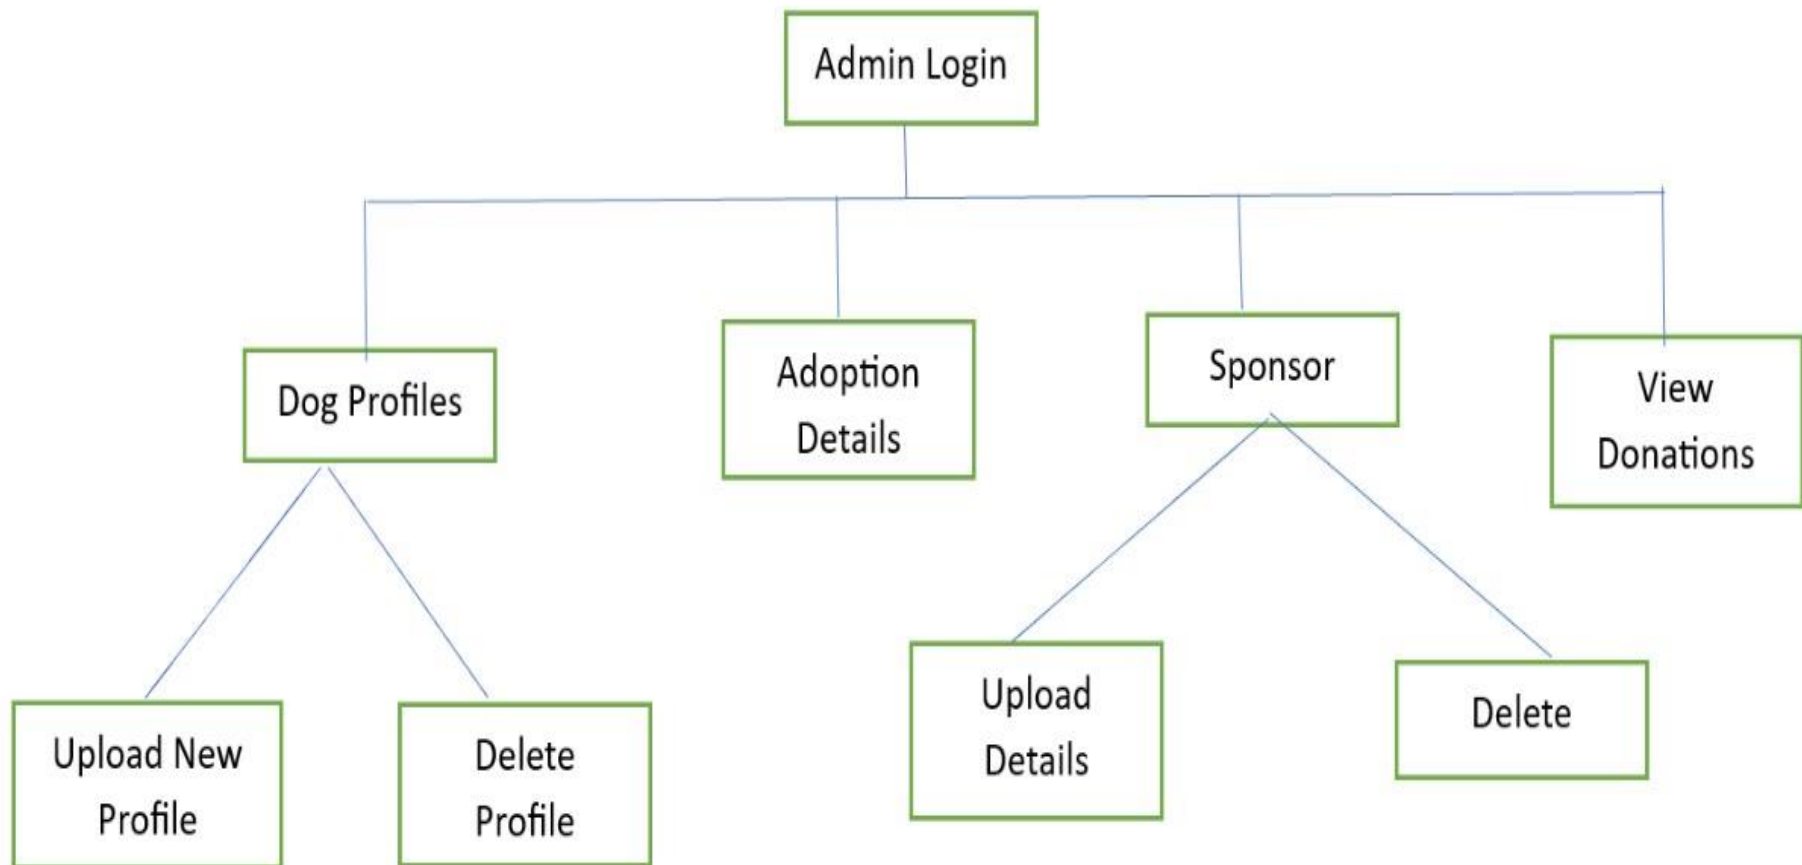 Admin Login
Dog Profiles
Adoption
Details
Sponsor
View
Donations
Upload New
Profile
Delete
Profile
Upload
Details
Delete